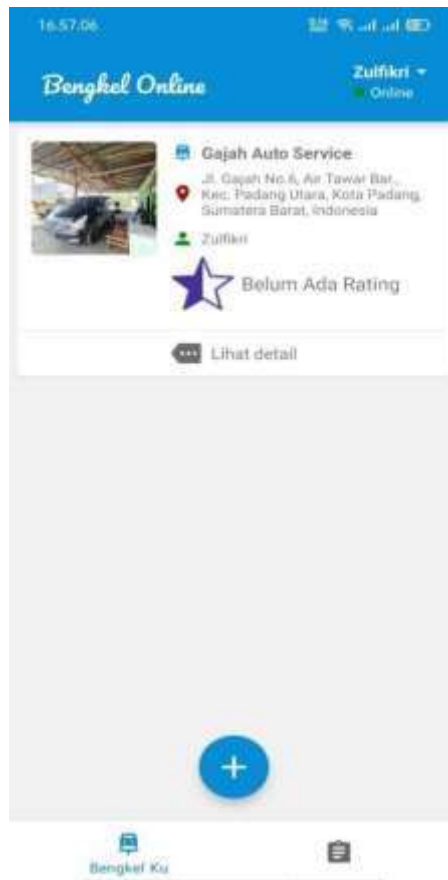 16.57.06
Bengkel Online
Zulfikri
Online
Gajah Auto Service
Jl. Gajah No.6, Air Tawar Bar.,
Kec. Padang Utara, Kota Padang,
Sumatera Barat, Indonesia
Zulfikri
Belum Ada Rating
Lihat detail
Bengkel Ku